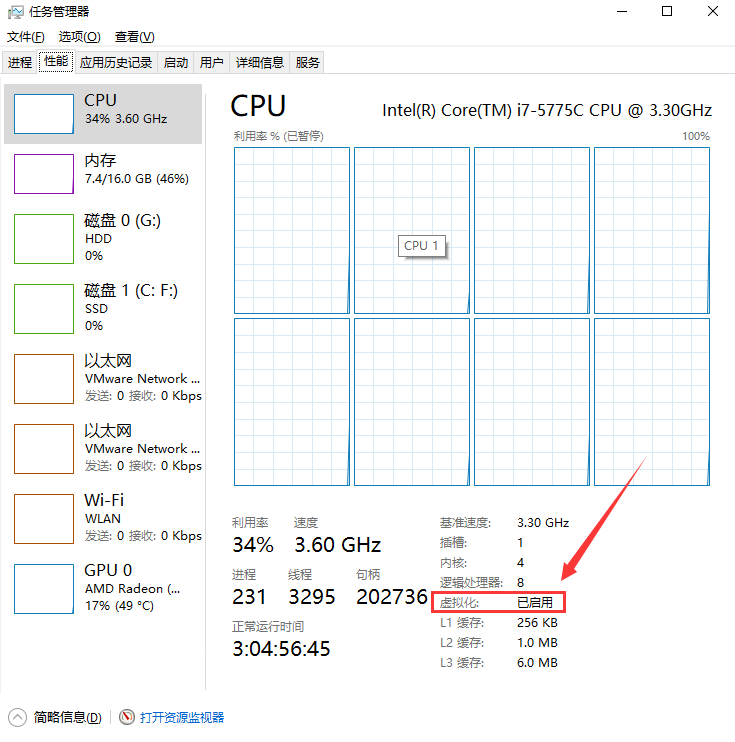 任务管理器
文件(F) 选项(O) 查看(V)
进程 性能 应用历史记录 启动 用户 详细信息 服务
CPU
34% 3.60 GHz
内存
7.4/16.0 GB (46%)
磁盘 0 (G:)
HDD
0%
磁盘 1 (C: F:)
SSD
0%
以太网
VMware Network ...
发送: 0 接收: 0 Kbps
以太网
VMware Network ...
发送: 0 接收: 0 Kbps
Wi-Fi
WLAN
发送: 0 接收: 0 Kbps
GPU 0
AMD Radeon (...
17% (49 °C)
CPU Intel(R) Core(TM) i7-5775C CPU @ 3.30GHz
利用率 % (已暂停) 100%
CPU 1
利用率 速度
34% 3.60 GHz
进程 线程 句柄
231 3295 202736
正常运行时间
3:04:56:45
基准速度: 3.30 GHz
插槽: 1
内核: 4
逻辑处理器: 8
虚拟化: 已启用
L1 缓存: 256 KB
L2 缓存: 1.0 MB
L3 缓存: 6.0 MB
简略信息(D) 打开资源监视器